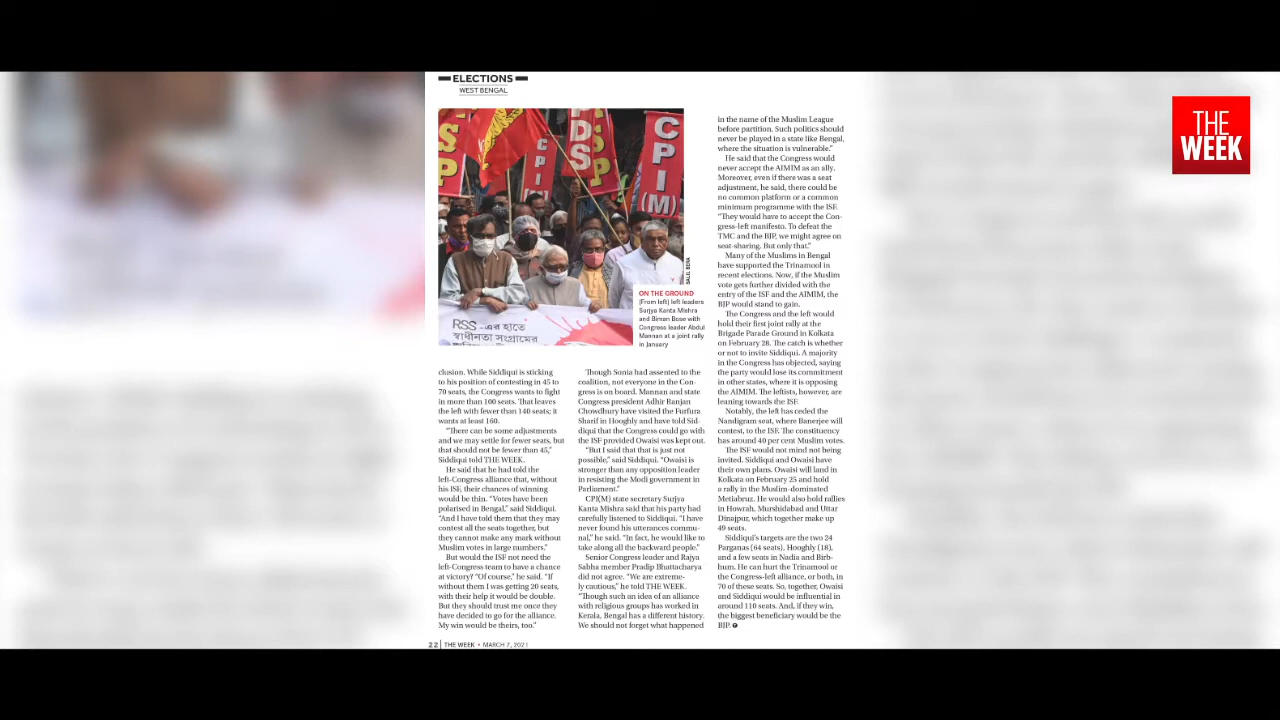 ELECTIONS
WEST BENGAL
THE
WEEK
SP
CPI
PDS
SP
CPI
(M)
RSS -এর হাতে
স্বাধীনতা সংগ্রামের
SALIL BERA
ON THE GROUND
(From left) left leaders
Surjya Kanta Mishra
and Biman Bose with
Congress leader Abdul
Mannan at a joint rally
in January
clusion. While Siddiqui is sticking
to his position of contesting in 45 to
70 seats, the Congress wants to fight
in more than 100 seats. That leaves
the left with fewer than 140 seats; it
wants at least 160.
"There can be some adjustments
and we may settle for fewer seats, but
that should not be fewer than 45,"
Siddiqui told THE WEEK.
He said that he had told the
left-Congress alliance that, without
his ISF, their chances of winning
would be thin. "Votes have been
polarised in Bengal," said Siddiqui.
"And I have told them that they may
contest all the seats together, but
they cannot make any mark without
Muslim votes in large numbers."
But would the ISF not need the
left-Congress team to have a chance
at victory? "Of course," he said. "If
without them I was getting 20 seats,
with their help it would be double.
But they should trust me once they
have decided to go for the alliance.
My win would be theirs, too."
Though Sonia had assented to the
coalition, not everyone in the Con-
gress is on board. Mannan and state
Congress president Adhir Ranjan
Chowdhury have visited the Furfura
Sharif in Hooghly and have told Sid-
diqui that the Congress could go with
the ISF provided Owaisi was kept out.
"But I said that that is just not
possible," said Siddiqui. "Owaisi is
stronger than any opposition leader
in resisting the Modi government in
Parliament."
CPI(M) state secretary Surjya
Kanta Mishra said that his party had
carefully listened to Siddiqui. "I have
never found his utterances commu-
nal," he said. "In fact, he would like to
take along all the backward people."
Senior Congress leader and Rajya
Sabha member Pradip Bhattacharya
did not agree. "We are extreme-
ly cautious," he told THE WEEK.
"Though such an idea of an alliance
with religious groups has worked in
Kerala, Bengal has a different history.
We should not forget what happened
in the name of the Muslim League
before partition. Such politics should
never be played in a state like Bengal,
where the situation is vulnerable."
He said that the Congress would
never accept the AIMIM as an ally.
Moreover, even if there was a seat
adjustment, he said, there could be
no common platform or a common
minimum programme with the ISF.
"They would have to accept the Con-
gress-left manifesto. To defeat the
TMC and the BJP, we might agree on
seat-sharing. But only that."
Many of the Muslims in Bengal
have supported the Trinamool in
recent elections. Now, if the Muslim
vote gets further divided with the
entry of the ISF and the AIMIM, the
BJP would stand to gain.
The Congress and the left would
hold their first joint rally at the
Brigade Parade Ground in Kolkata
on February 28. The catch is whether
or not to invite Siddiqui. A majority
in the Congress has objected, saying
the party would lose its commitment
in other states, where it is opposing
the AIMIM. The leftists, however, are
leaning towards the ISF.
Notably, the left has ceded the
Nandigram seat, where Banerjee will
contest, to the ISF. The constituency
has around 40 per cent Muslim votes.
The ISF would not mind not being
invited. Siddiqui and Owaisi have
their own plans. Owaisi will land in
Kolkata on February 25 and hold
a rally in the Muslim-dominated
Metiabruz. He would also hold rallies
in Howrah, Murshidabad and Uttar
Dinajpur, which together make up
49 seats.
Siddiqui's targets are the two 24
Parganas (64 seats), Hooghly (18),
and a few seats in Nadia and Birb-
hum. He can hurt the Trinamool or
the Congress-left alliance, or both, in
70 of these seats. So, together, Owaisi
and Siddiqui would be influential in
around 110 seats. And, if they win,
the biggest beneficiary would be the
BJP.
22 THE WEEK • MARCH 7, 2021